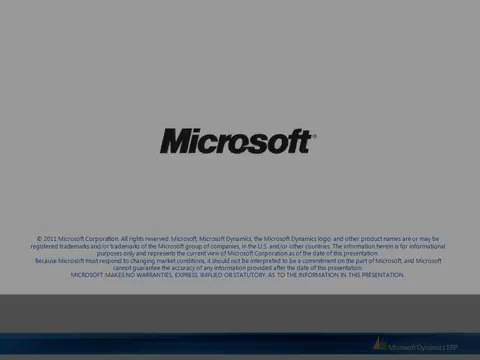 Microsoft®
© 2011 Microsoft Corporation. All rights reserved. Microsoft, Microsoft Dynamics, the Microsoft Dynamics logo, and other product names are or may be
registered trademarks and/or trademarks of the Microsoft group of companies, in the U.S. and/or other countries. The information herein is for informational
purposes only and represents the current view of Microsoft Corporation as of the date of this presentation.
Because Microsoft must respond to changing market conditions, it should not be interpreted to be a commitment on the part of Microsoft, and Microsoft
cannot guarantee the accuracy of any information provided after the date of this presentation.
MICROSOFT MAKES NO WARRANTIES, EXPRESS, IMPLIED OR STATUTORY, AS TO THE INFORMATION IN THIS PRESENTATION.
Microsoft Dynamics ERP